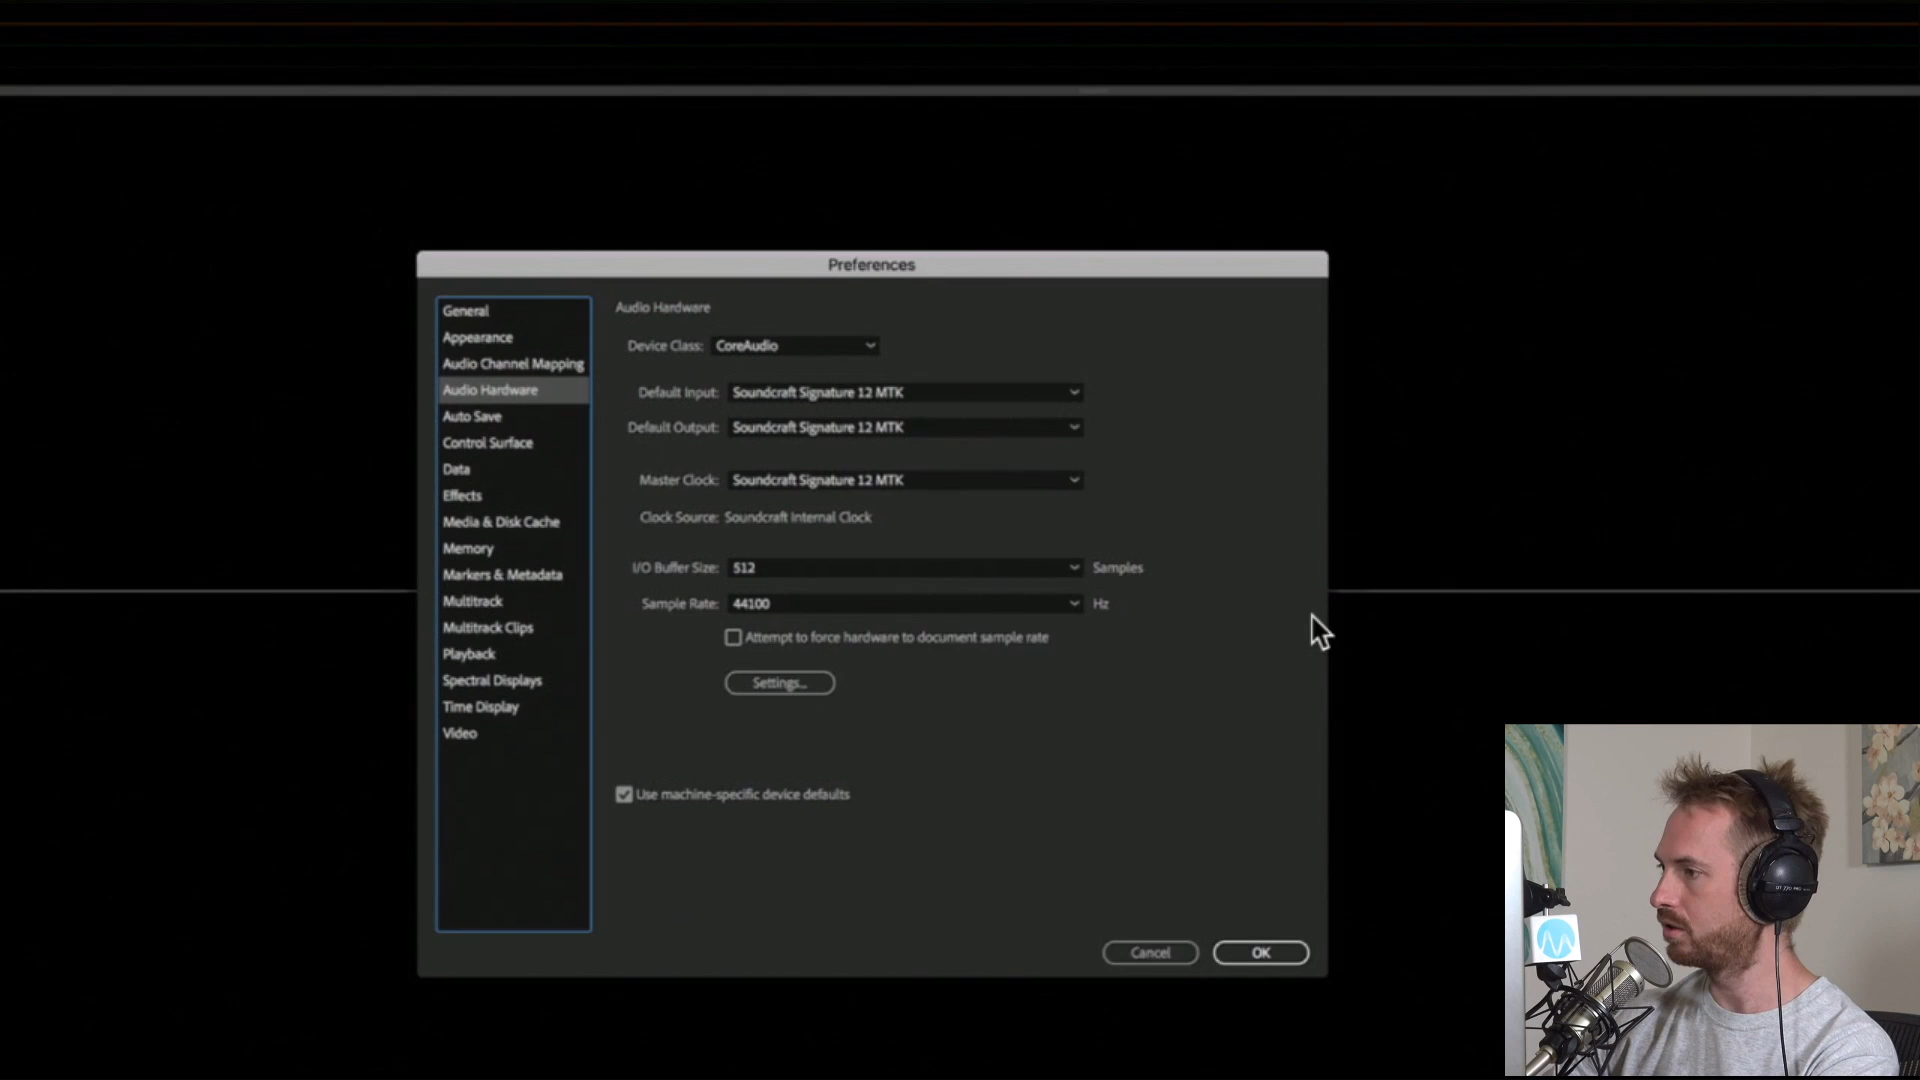 Preferences
General
Appearance
Audio Channel Mapping
Audio Hardware
Auto Save
Control Surface
Data
Effects
Media & Disk Cache
Memory
Markers & Metadata
Multitrack
Multitrack Clips
Playback
Spectral Displays
Time Display
Video
Audio Hardware
Device Class: CoreAudio
Default Input: Soundcraft Signature 12 MTK
Default Output: Soundcraft Signature 12 MTK
Master Clock: Soundcraft Signature 12 MTK
Clock Source: Soundcraft Internal Clock
I/O Buffer Size: 512 Samples
Sample Rate: 44100 Hz
Attempt to force hardware to document sample rate
Settings...
Use machine-specific device defaults
Cancel OK
DT 770 PRO